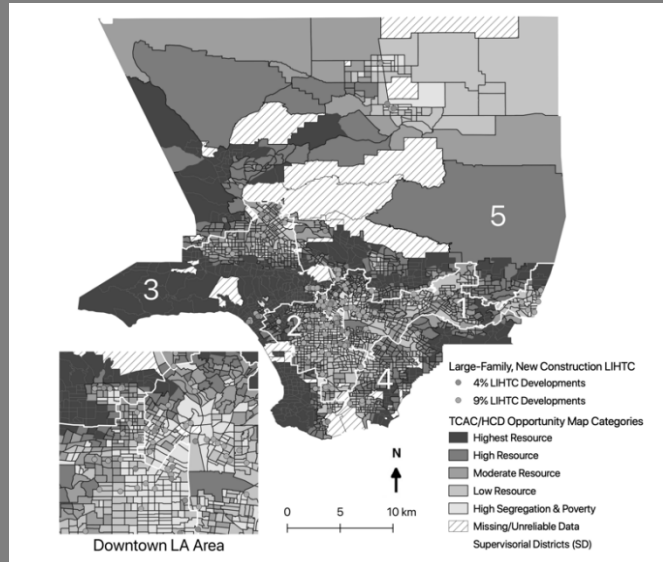 5
3
1
2
4
Large-Family, New Construction LIHTC
4% LIHTC Developments
9% LIHTC Developments
TCAC/HCD Opportunity Map Categories
Highest Resource
High Resource
Moderate Resource
Low Resource
High Segregation & Poverty
Missing/Unreliable Data
Supervisorial Districts (SD)
N
0 5 10 km
Downtown LA Area